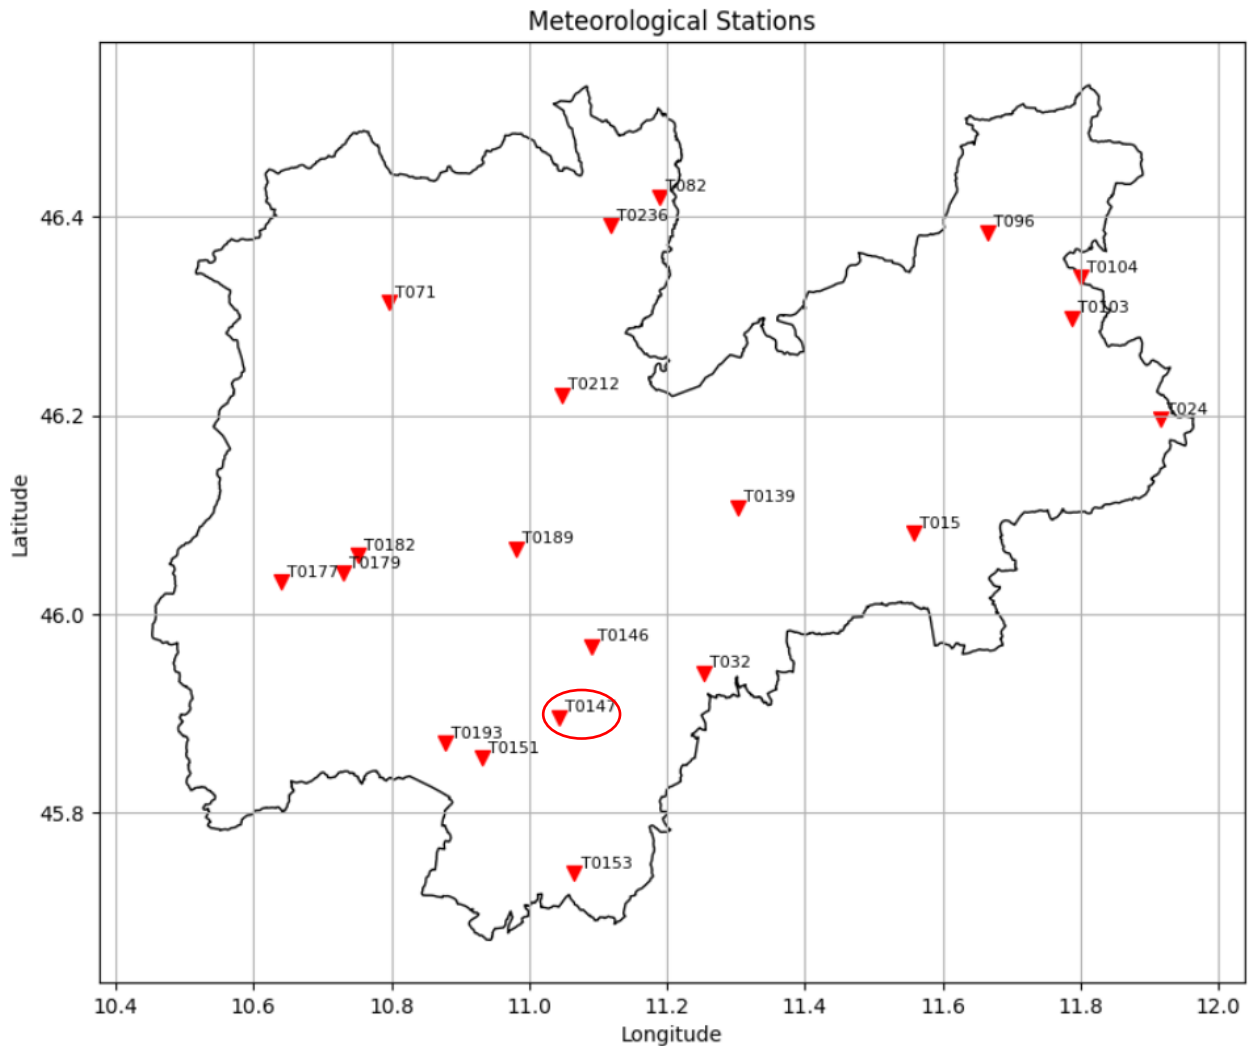 Meteorological Stations
T082
T0236
T096
T0104
T071
T0103
T0212
T024
T0139
T015
T0189
T0182
T0179
T0177
T0146
T032
T0147
T0193
T0151
T0153
46.4
46.2
46.0
45.8
Latitude
10.4 10.6 10.8 11.0 11.2 11.4 11.6 11.8 12.0
Longitude